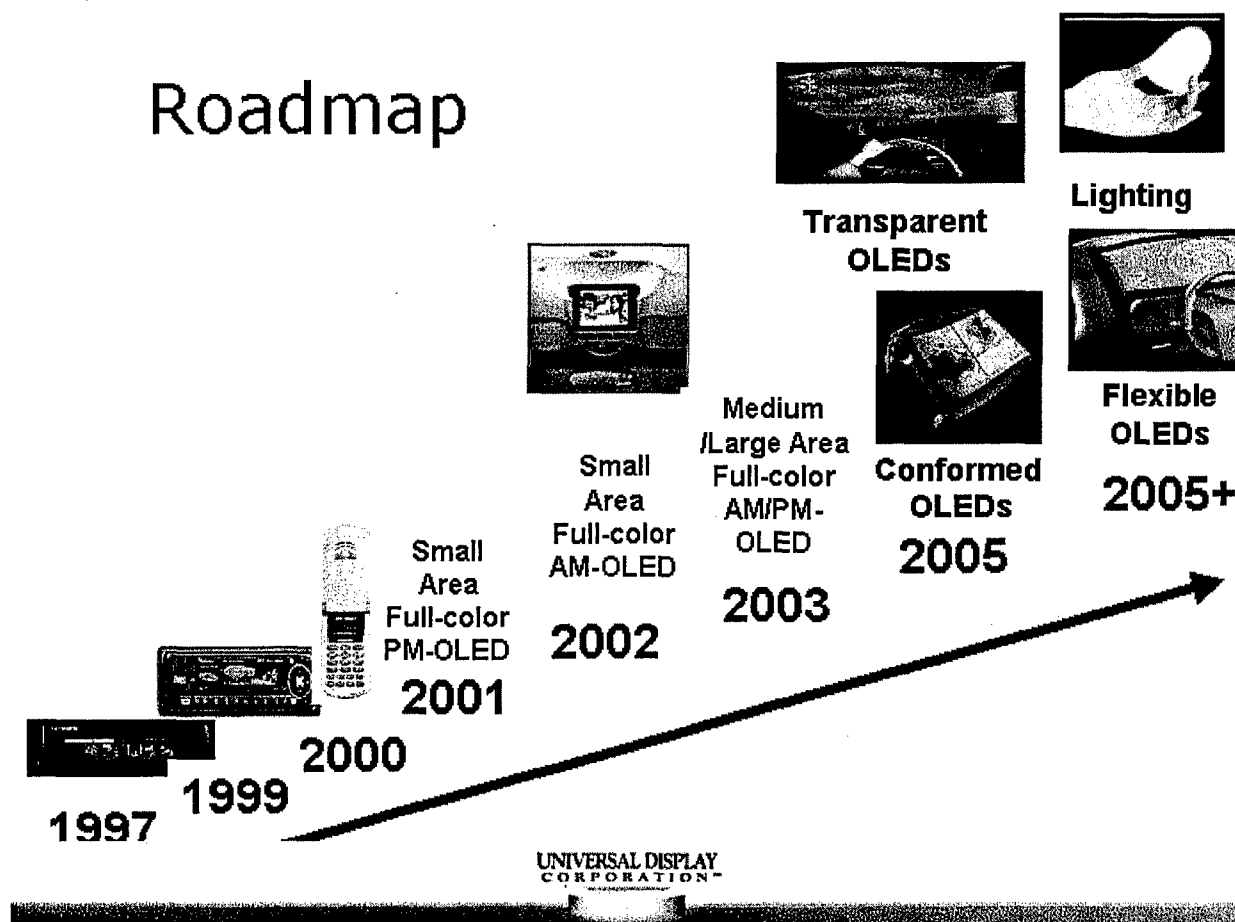 Roadmap
Transparent
OLEDs
Lighting
Flexible
OLEDs
2005+
Conformed
OLEDs
2005
Medium
/Large Area
Full-color
AM/PM-
OLED
2003
Small
Area
Full-color
AM-OLED
2002
Small
Area
Full-color
PM-OLED
2001
2000
1999
1997
UNIVERSAL DISPLAY
CORPORATION™